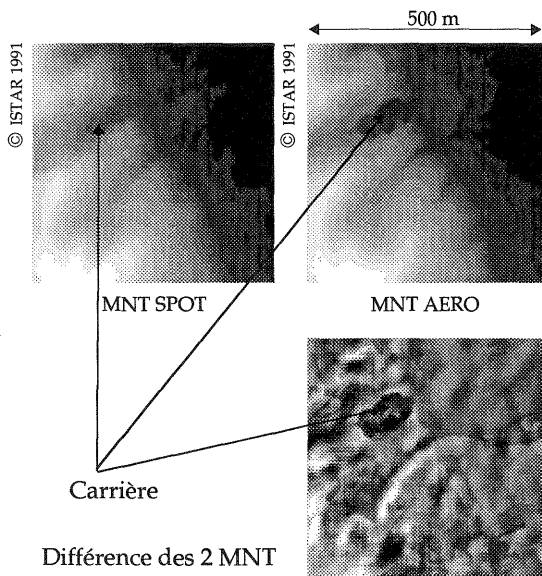 500 m
© ISTAR 1991
© ISTAR 1991
MNT SPOT
MNT AERO
Carrière
Différence des 2 MNT